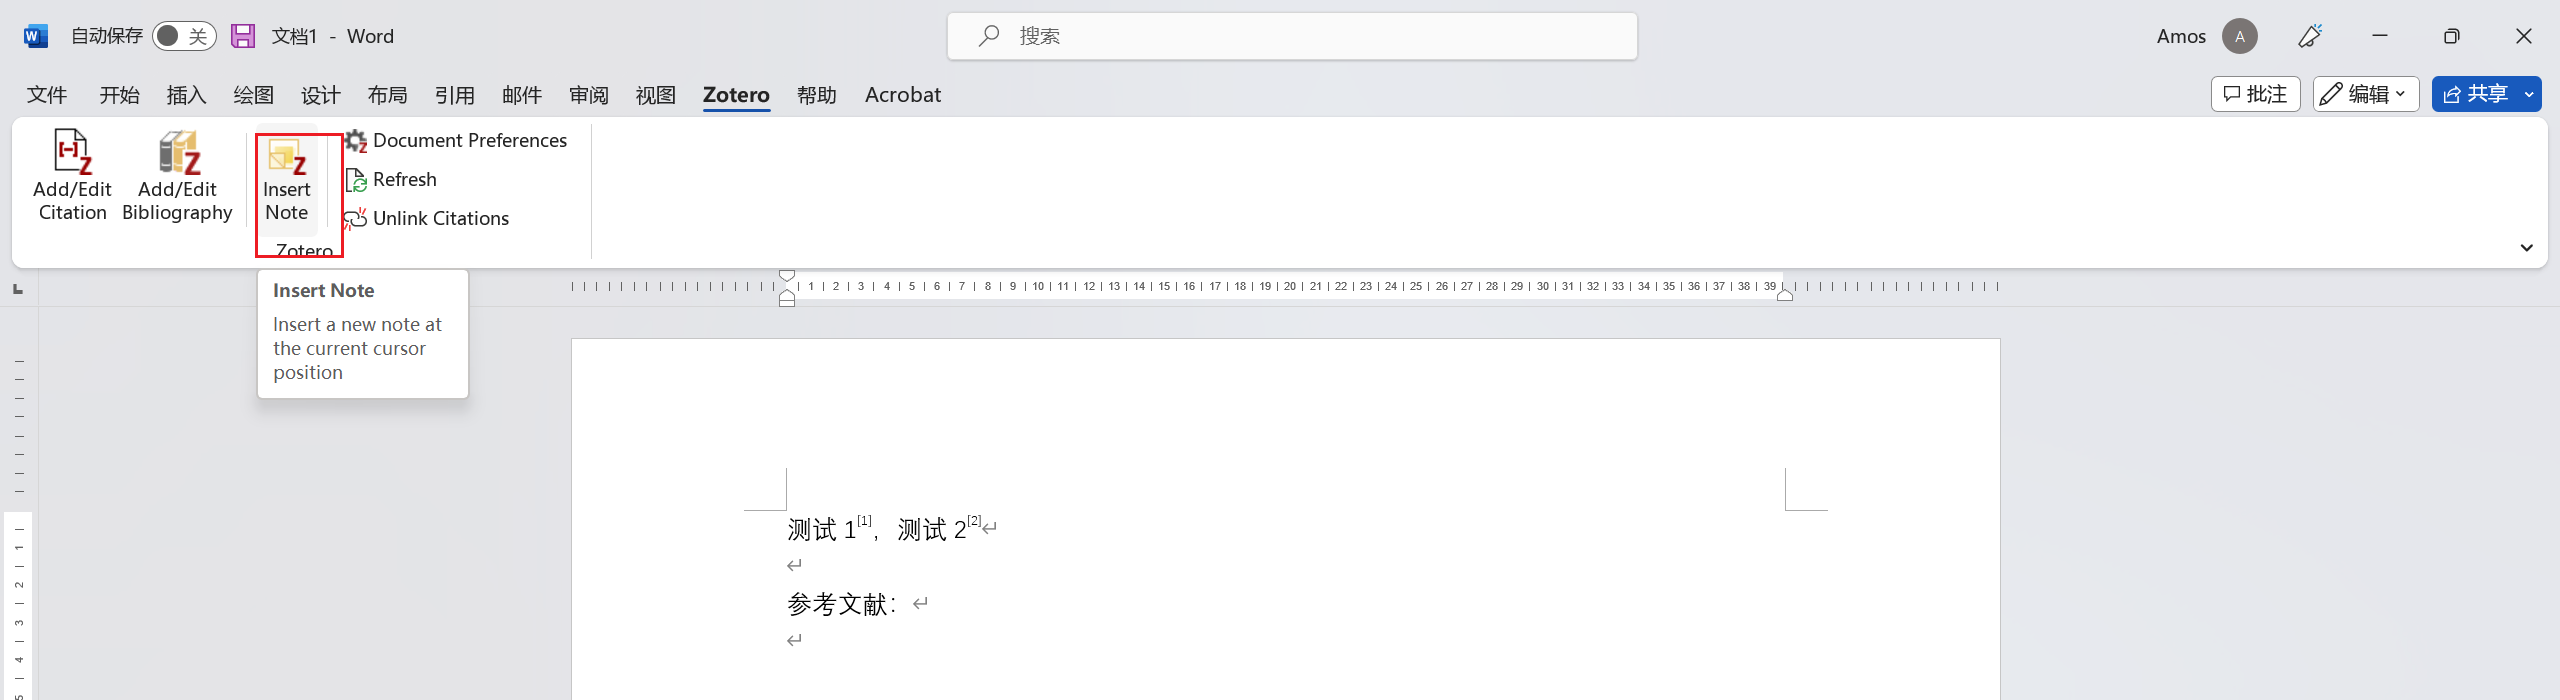 自动保存 关 文档1 - Word 搜索 Amos A
文件 开始 插入 绘图 设计 布局 引用 邮件 审阅 视图 Zotero 帮助 Acrobat 批注 编辑 共享
Add/Edit Citation
Add/Edit Bibliography
Insert Note
Document Preferences
Refresh
Unlink Citations
Zotero
Insert Note
Insert a new note at
the current cursor
position
1 2 3 4 5 6 7 8 9 10 11 12 13 14 15 16 17 18 19 20 21 22 23 24 25 26 27 28 29 30 31 32 33 34 35 36 37 38 39
测试 1[1]，测试 2[2]
参考文献：
1
2
3
4
5